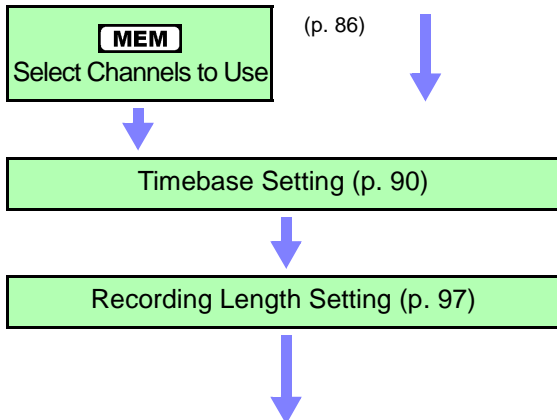 MEM
(p. 86)
Select Channels to Use
Timebase Setting (p. 90)
Recording Length Setting (p. 97)